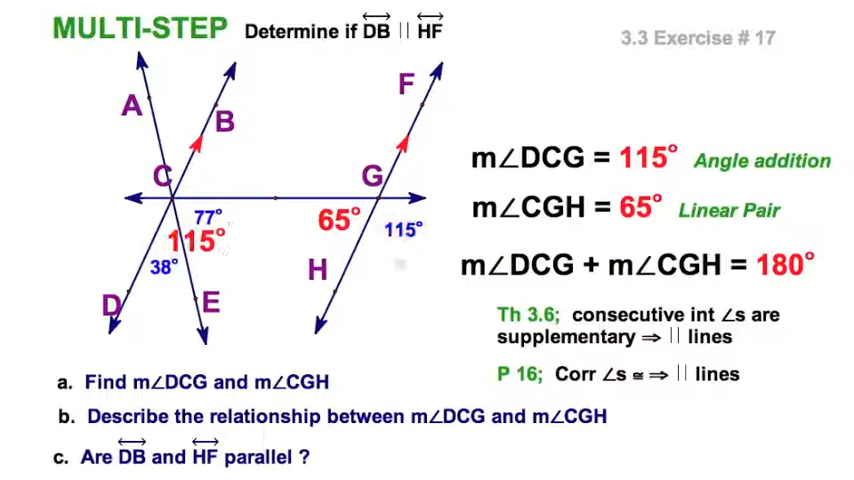 MULTI-STEP Determine if DB || HF
3.3 Exercise # 17
A
B
F
C
G
77°
65°
115°
115°
38°
H
D
E
m∠DCG = 115° Angle addition
m∠CGH = 65° Linear Pair
m∠DCG + m∠CGH = 180°
Th 3.6; consecutive int ∠s are
supplementary ⇒ || lines
P 16; Corr ∠s ≅ ⇒ || lines
a. Find m∠DCG and m∠CGH
b. Describe the relationship between m∠DCG and m∠CGH
c. Are DB and HF parallel ?